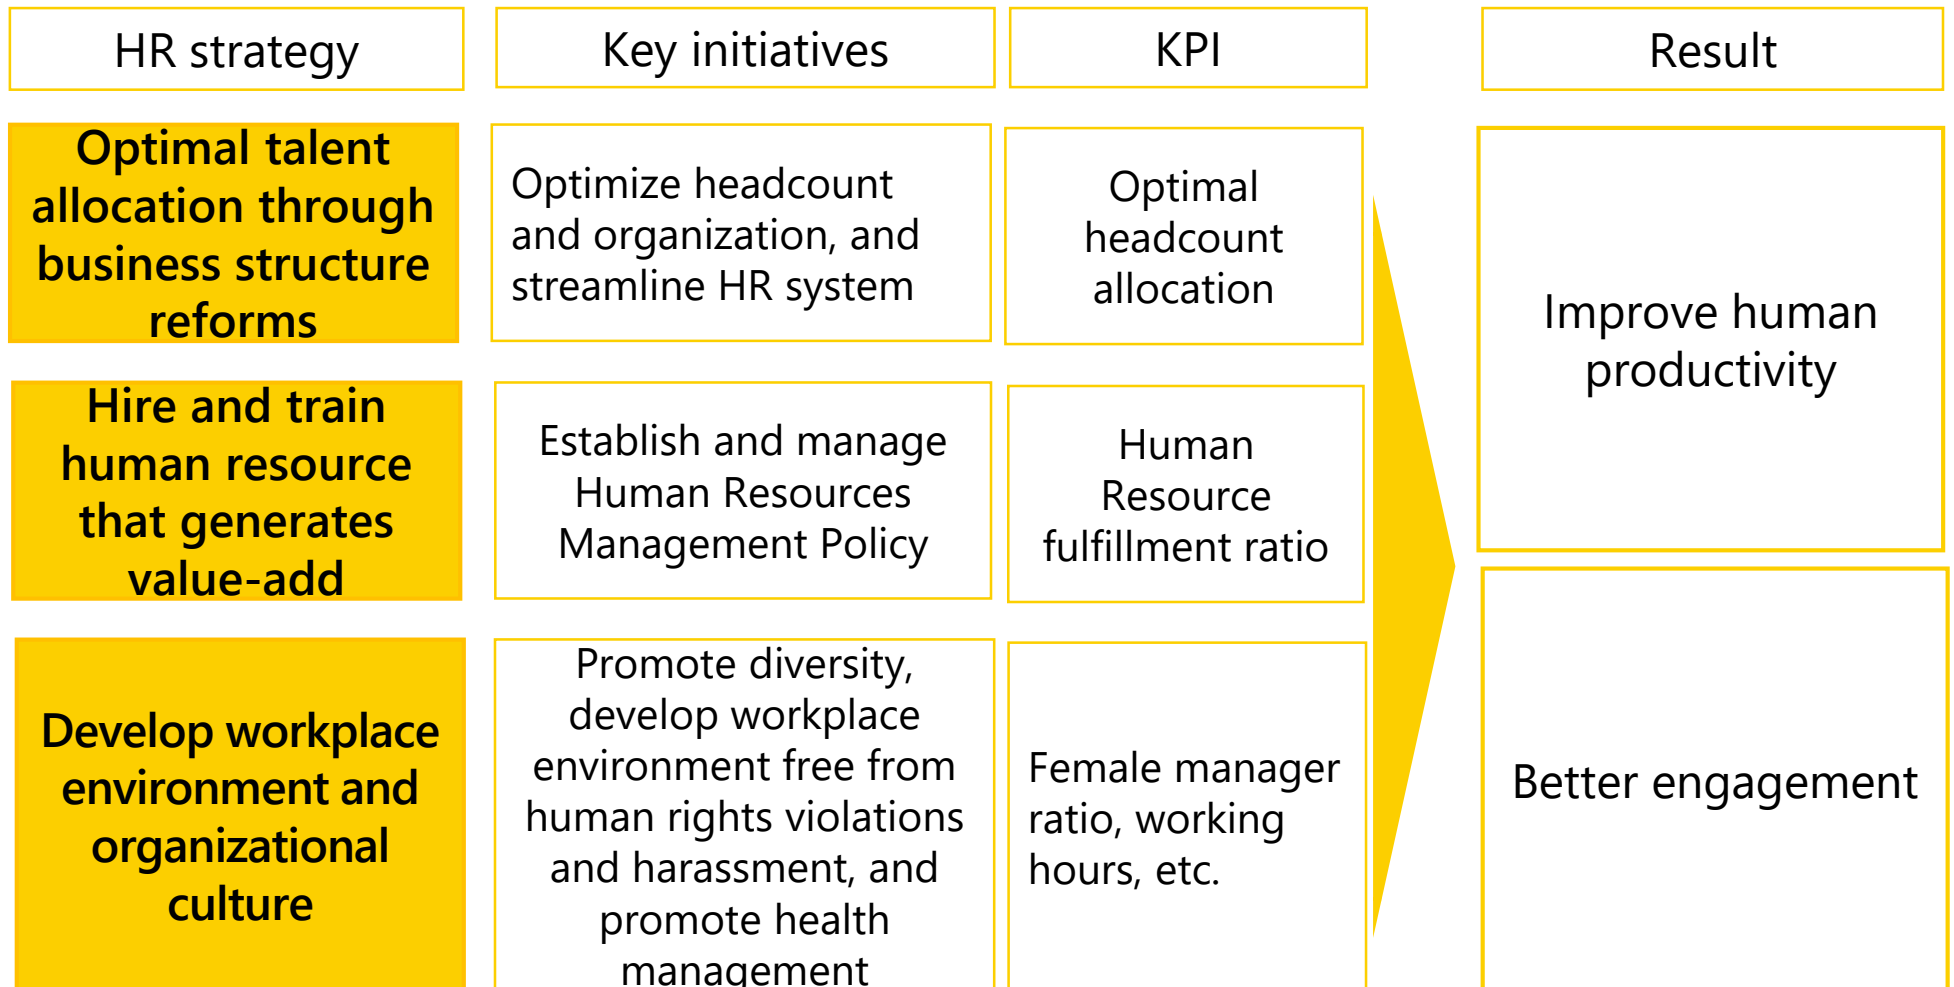 HR strategy
Key initiatives
KPI
Result
Optimal talent
allocation through
business structure
reforms
Optimize headcount
and organization, and
streamline HR system
Optimal
headcount
allocation
Improve human
productivity
Hire and train
human resource
that generates
value-add
Establish and manage
Human Resources
Management Policy
Human
Resource
fulfillment ratio
Develop workplace
environment and
organizational
culture
Promote diversity,
develop workplace
environment free from
human rights violations
and harassment, and
promote health
management
Female manager
ratio, working
hours, etc.
Better engagement